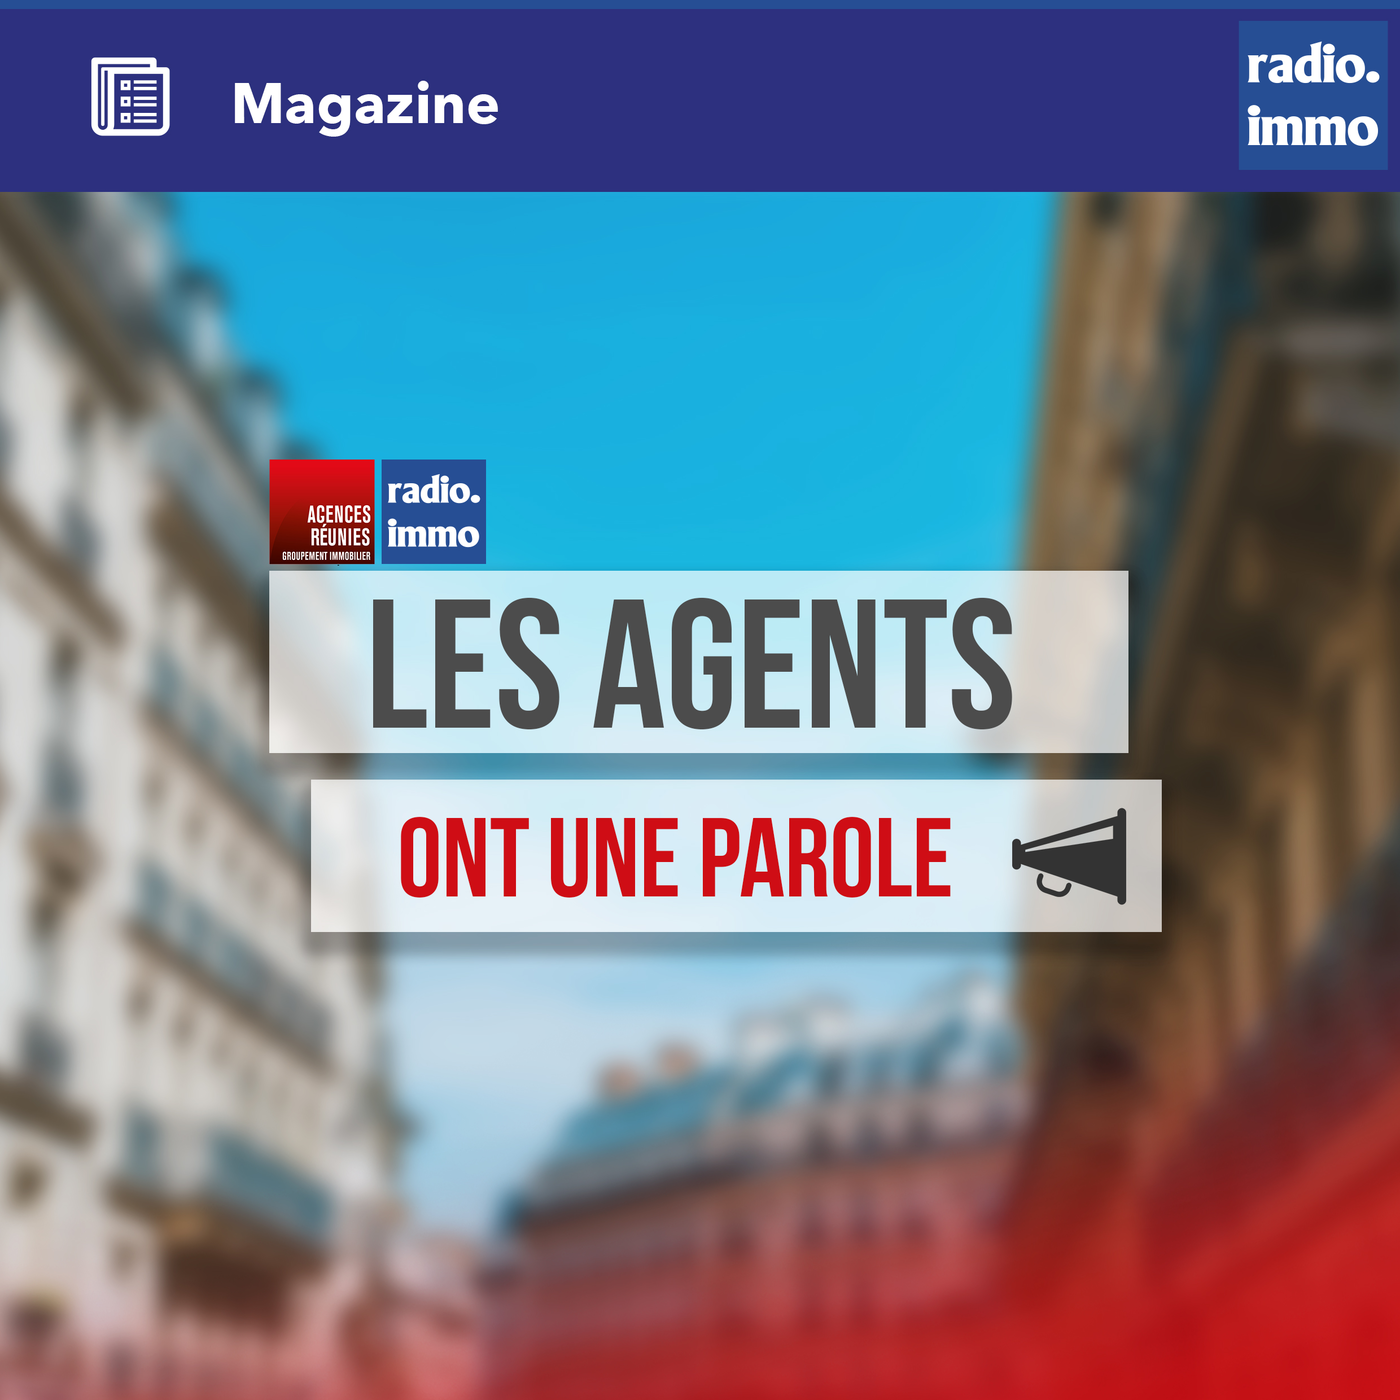 Magazine
radio.
immo
AGENCES
RÉUNIES
GROUPEMENT IMMOBILIER
radio.
immo
LES AGENTS
ONT UNE PAROLE